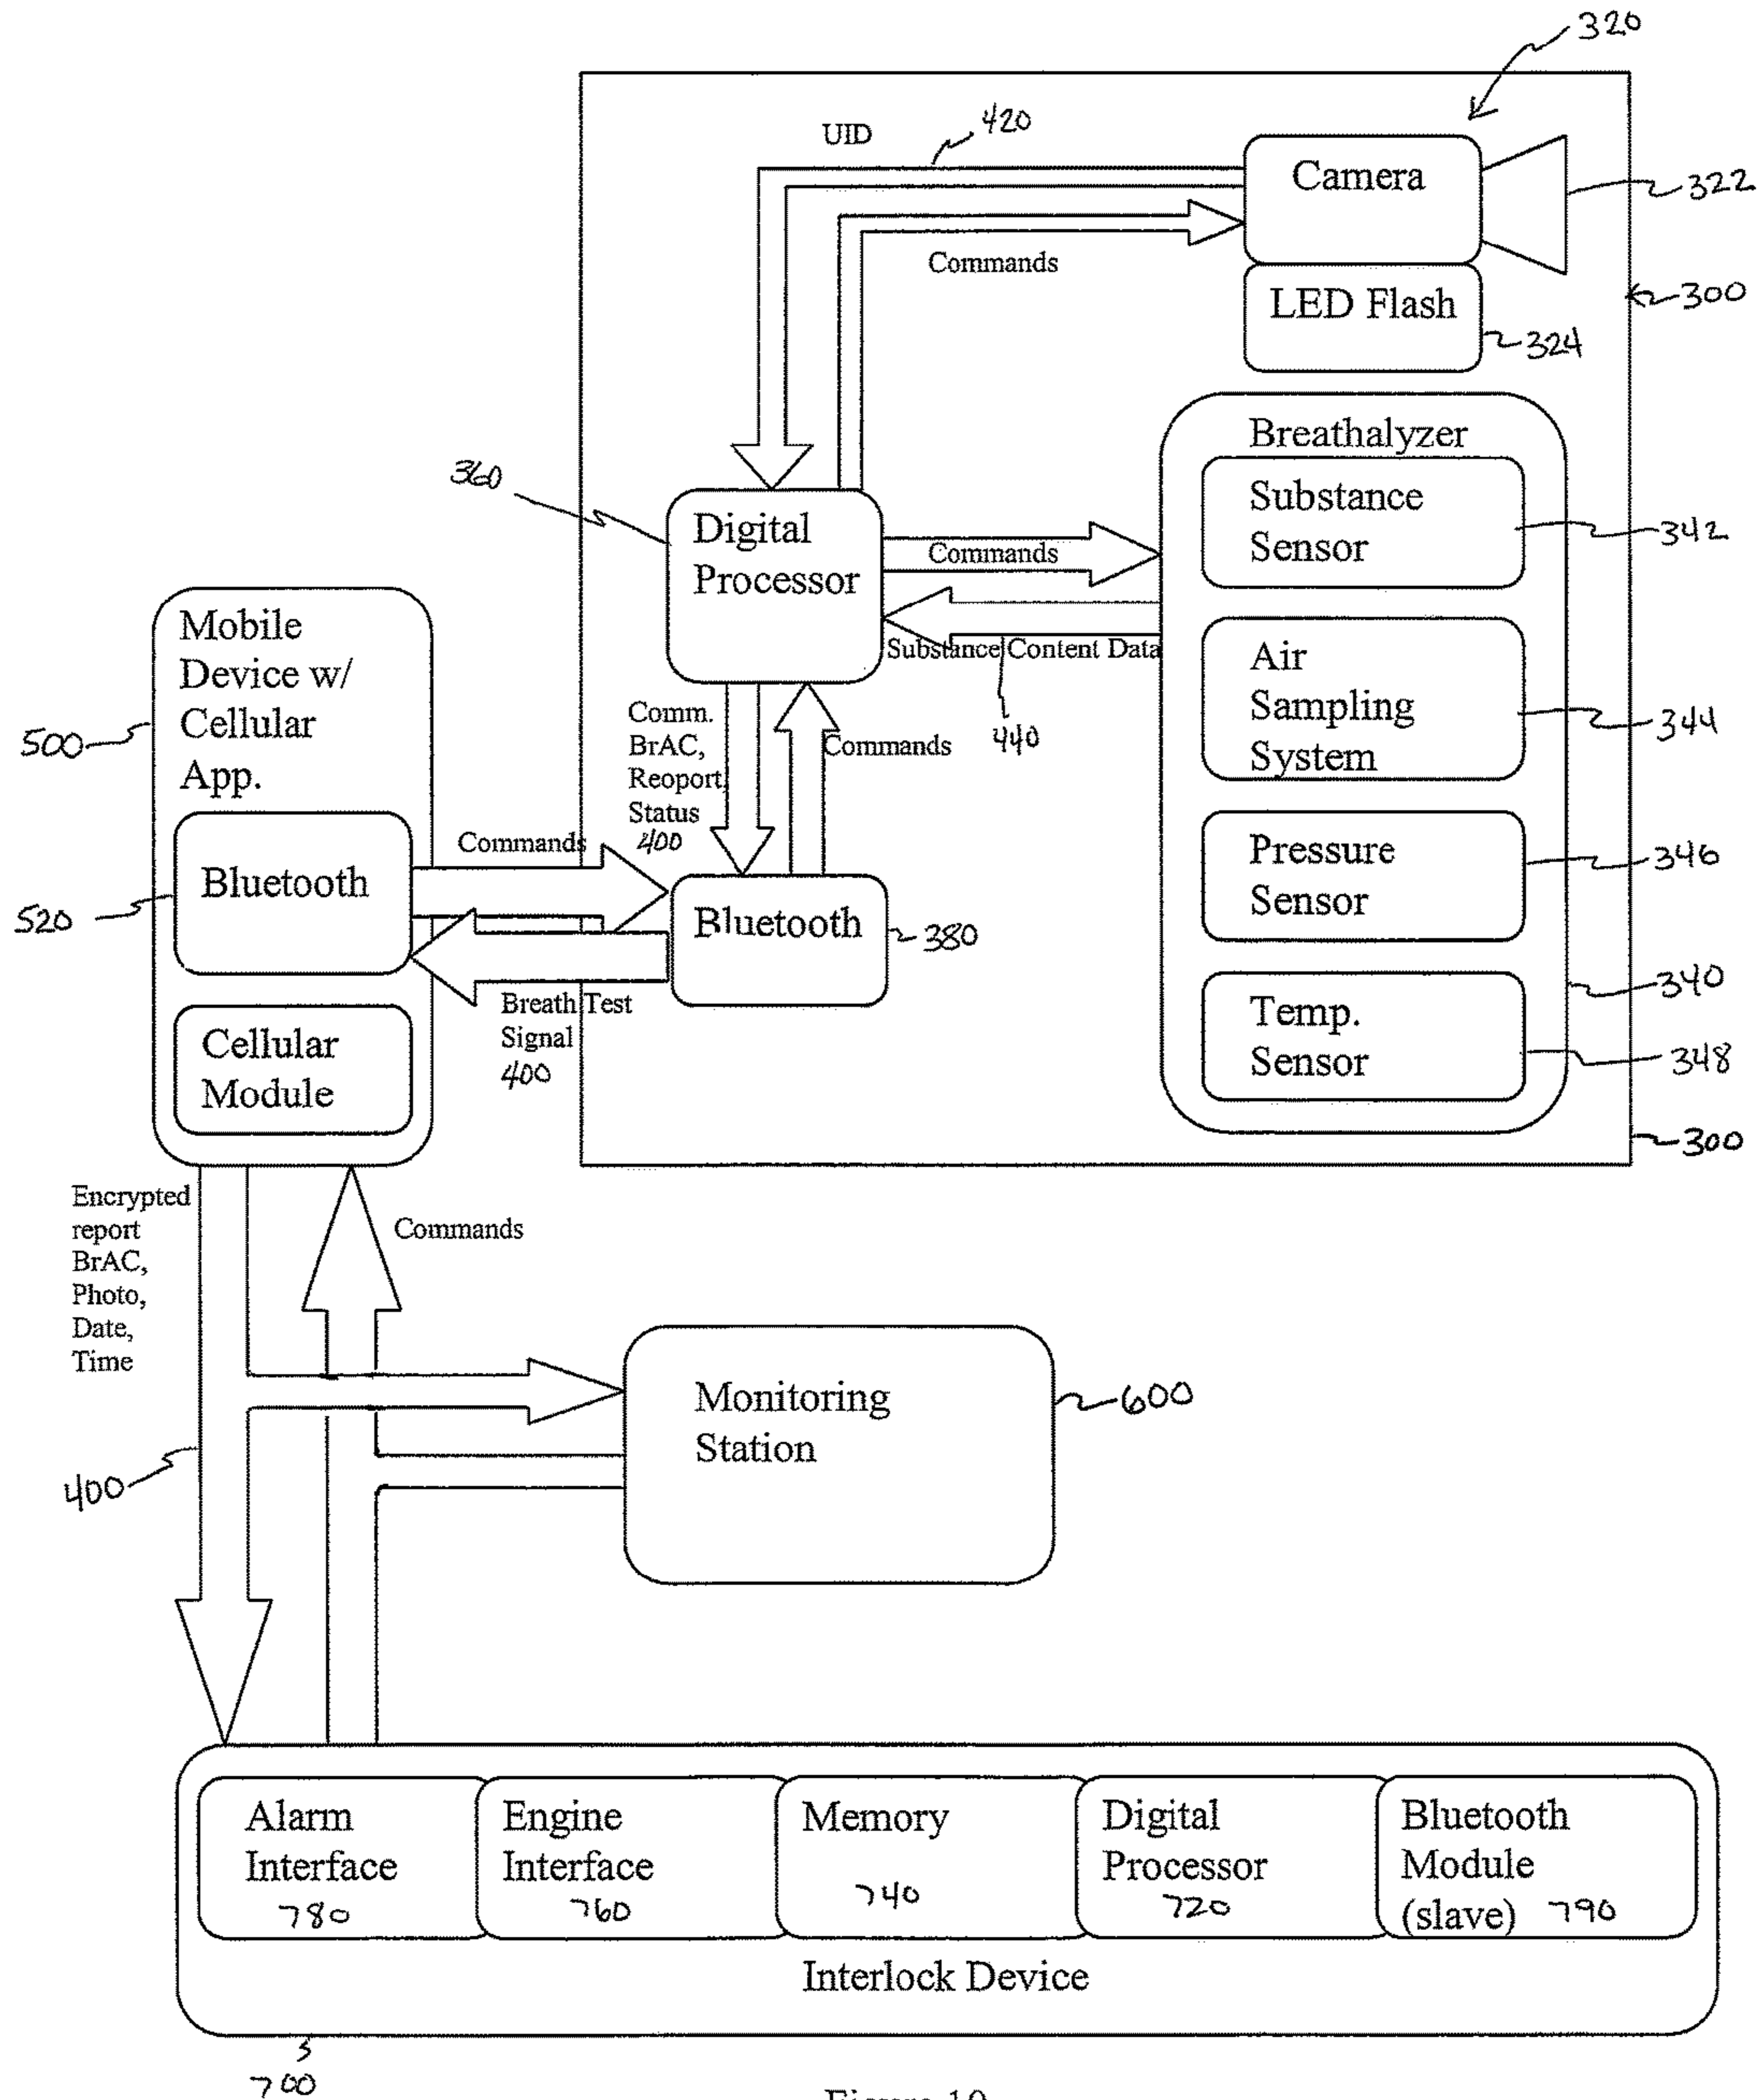 320
UID
420
Camera
322
Commands
300
LED Flash
324
Breathalyzer
360
Substance
Sensor
342
Digital
Processor
Commands
Substance Content Data
440
Air
Sampling
System
344
Mobile
Device w/
Cellular
App.
500
Comm.
BrAC,
Reoport,
Status
400
Commands
Pressure
Sensor
346
Bluetooth
520
Commands
Bluetooth
380
340
Breath Test
Signal
400
Temp.
Sensor
348
Cellular
Module
300
Encrypted
report
BrAC,
Photo,
Date,
Time
Commands
Monitoring
Station
600
400
Alarm
Interface
780
Engine
Interface
760
Memory
740
Digital
Processor
720
Bluetooth
Module
(slave) 790
Interlock Device
700